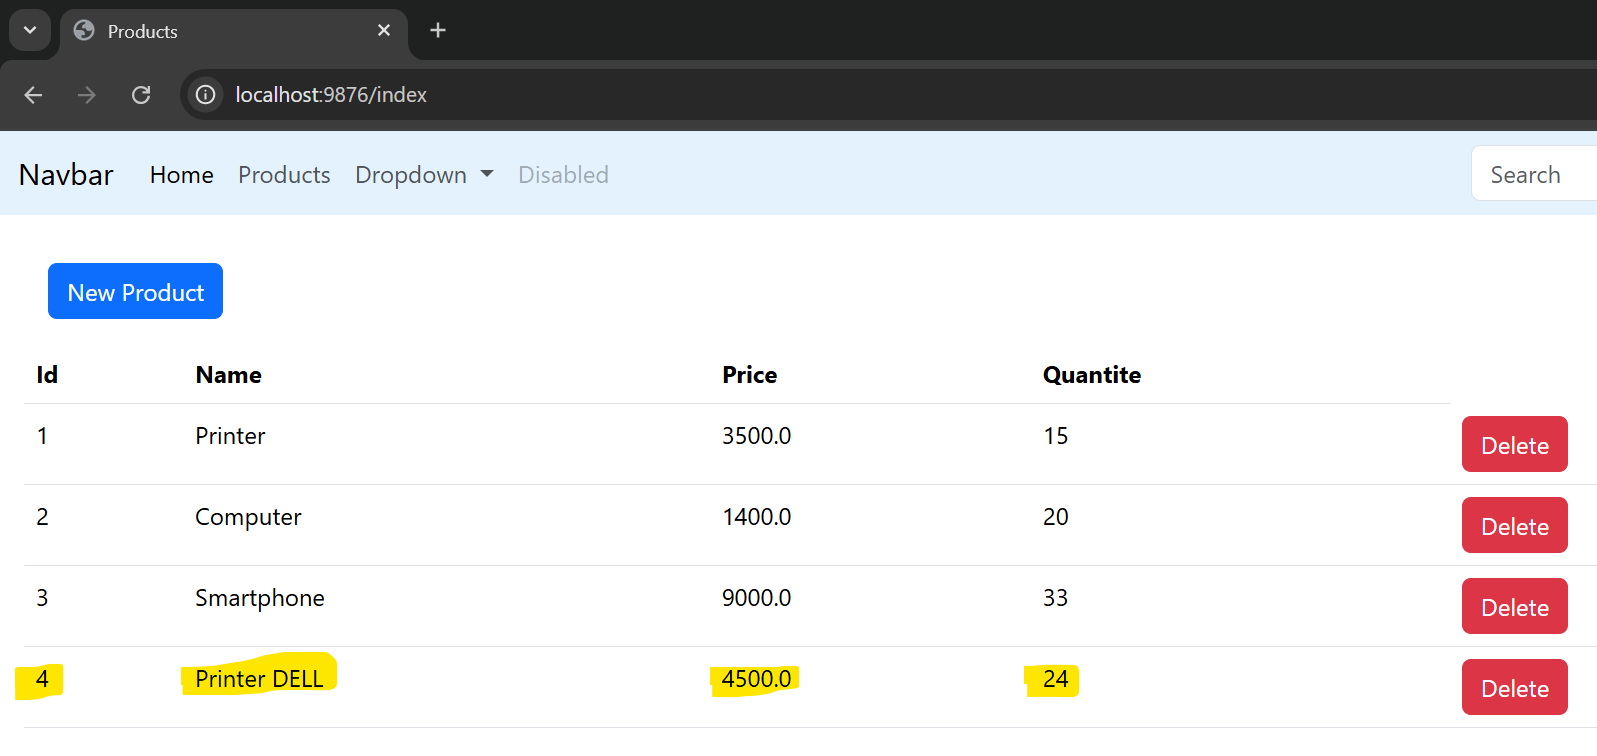 Products
localhost:9876/index
Navbar Home Products Dropdown Disabled Search
New Product
Id Name Price Quantite
1 Printer 3500.0 15 Delete
2 Computer 1400.0 20 Delete
3 Smartphone 9000.0 33 Delete
4 Printer DELL 4500.0 24 Delete